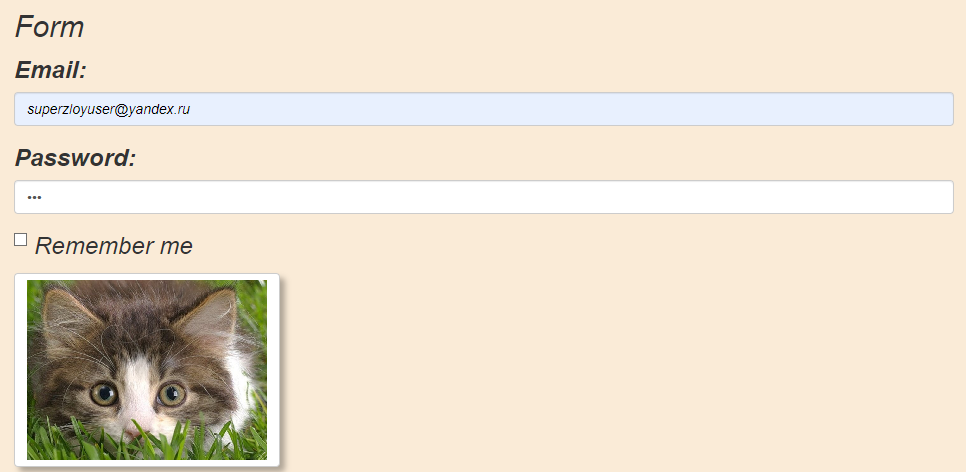 Form
Email:
superzloyuser@yandex.ru
Password:
•••
Remember me